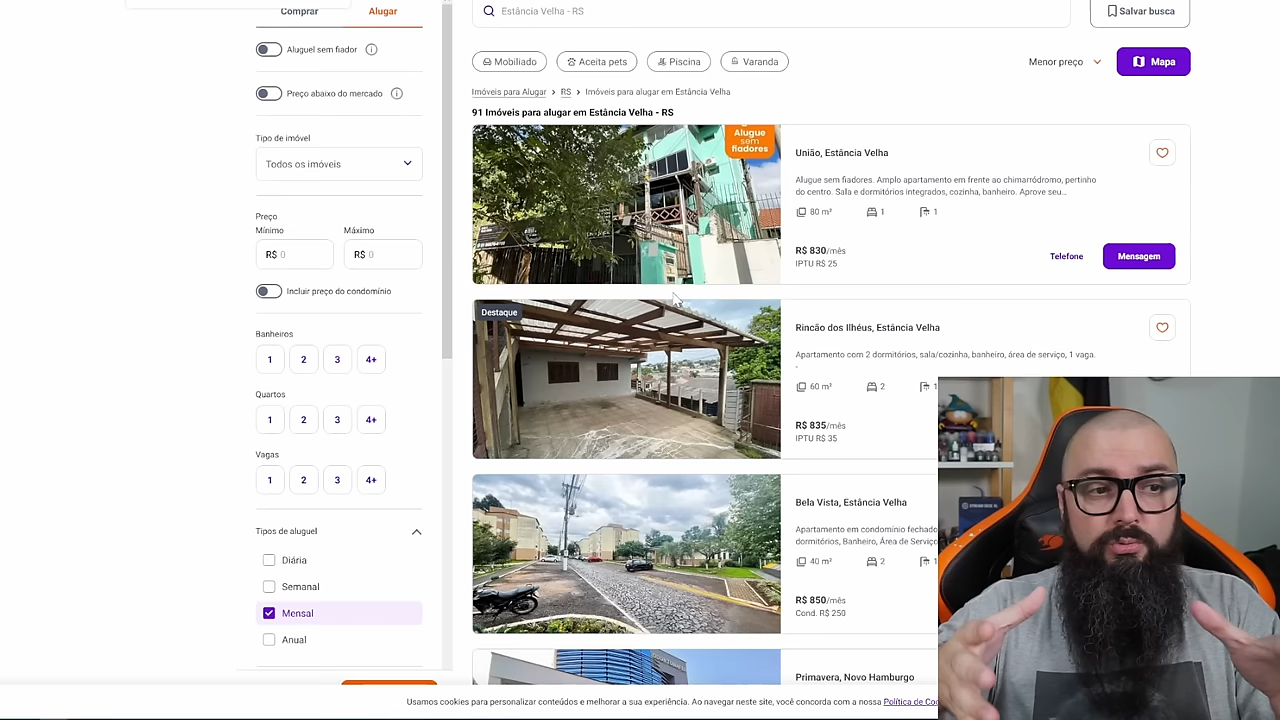 Comprar
Alugar
Aluguel sem fiador
Preço abaixo do mercado
Tipo de imóvel
Todos os imóveis
Preço
Mínimo
Máximo
R$ 0
R$ 0
Incluir preço do condomínio
Banheiros
1 2 3 4+
Quartos
1 2 3 4+
Vagas
1 2 3 4+
Tipos de aluguel
Diária
Semanal
Mensal
Anual
Estância Velha - RS
Salvar busca
Mobiliado
Aceita pets
Piscina
Varanda
Menor preço
Mapa
Imóveis para Alugar > RS > Imóveis para alugar em Estância Velha
91 Imóveis para alugar em Estância Velha - RS
Alugue
sem
fiadores
União, Estância Velha
Alugue sem fiadores. Amplo apartamento em frente ao chimarródromo, pertinho
do centro. Sala e dormitórios integrados, cozinha, banheiro. Aprove seu...
80 m² 1 1
R$ 830/mês
IPTU R$ 25
Telefone
Mensagem
Destaque
Rincão dos Ilhéus, Estância Velha
Apartamento com 2 dormitórios, sala/cozinha, banheiro, área de serviço, 1 vaga.
-
60 m² 2 1
R$ 835/mês
IPTU R$ 35
Bela Vista, Estância Velha
Apartamento em condomínio fechado
dormitórios, Banheiro, Área de Serviço
40 m² 2 1
R$ 850/mês
Cond. R$ 250
Primavera, Novo Hamburgo
Usamos cookies para personalizar conteúdos e melhorar a sua experiência. Ao navegar neste site, você concorda com a nossa Política de Coo